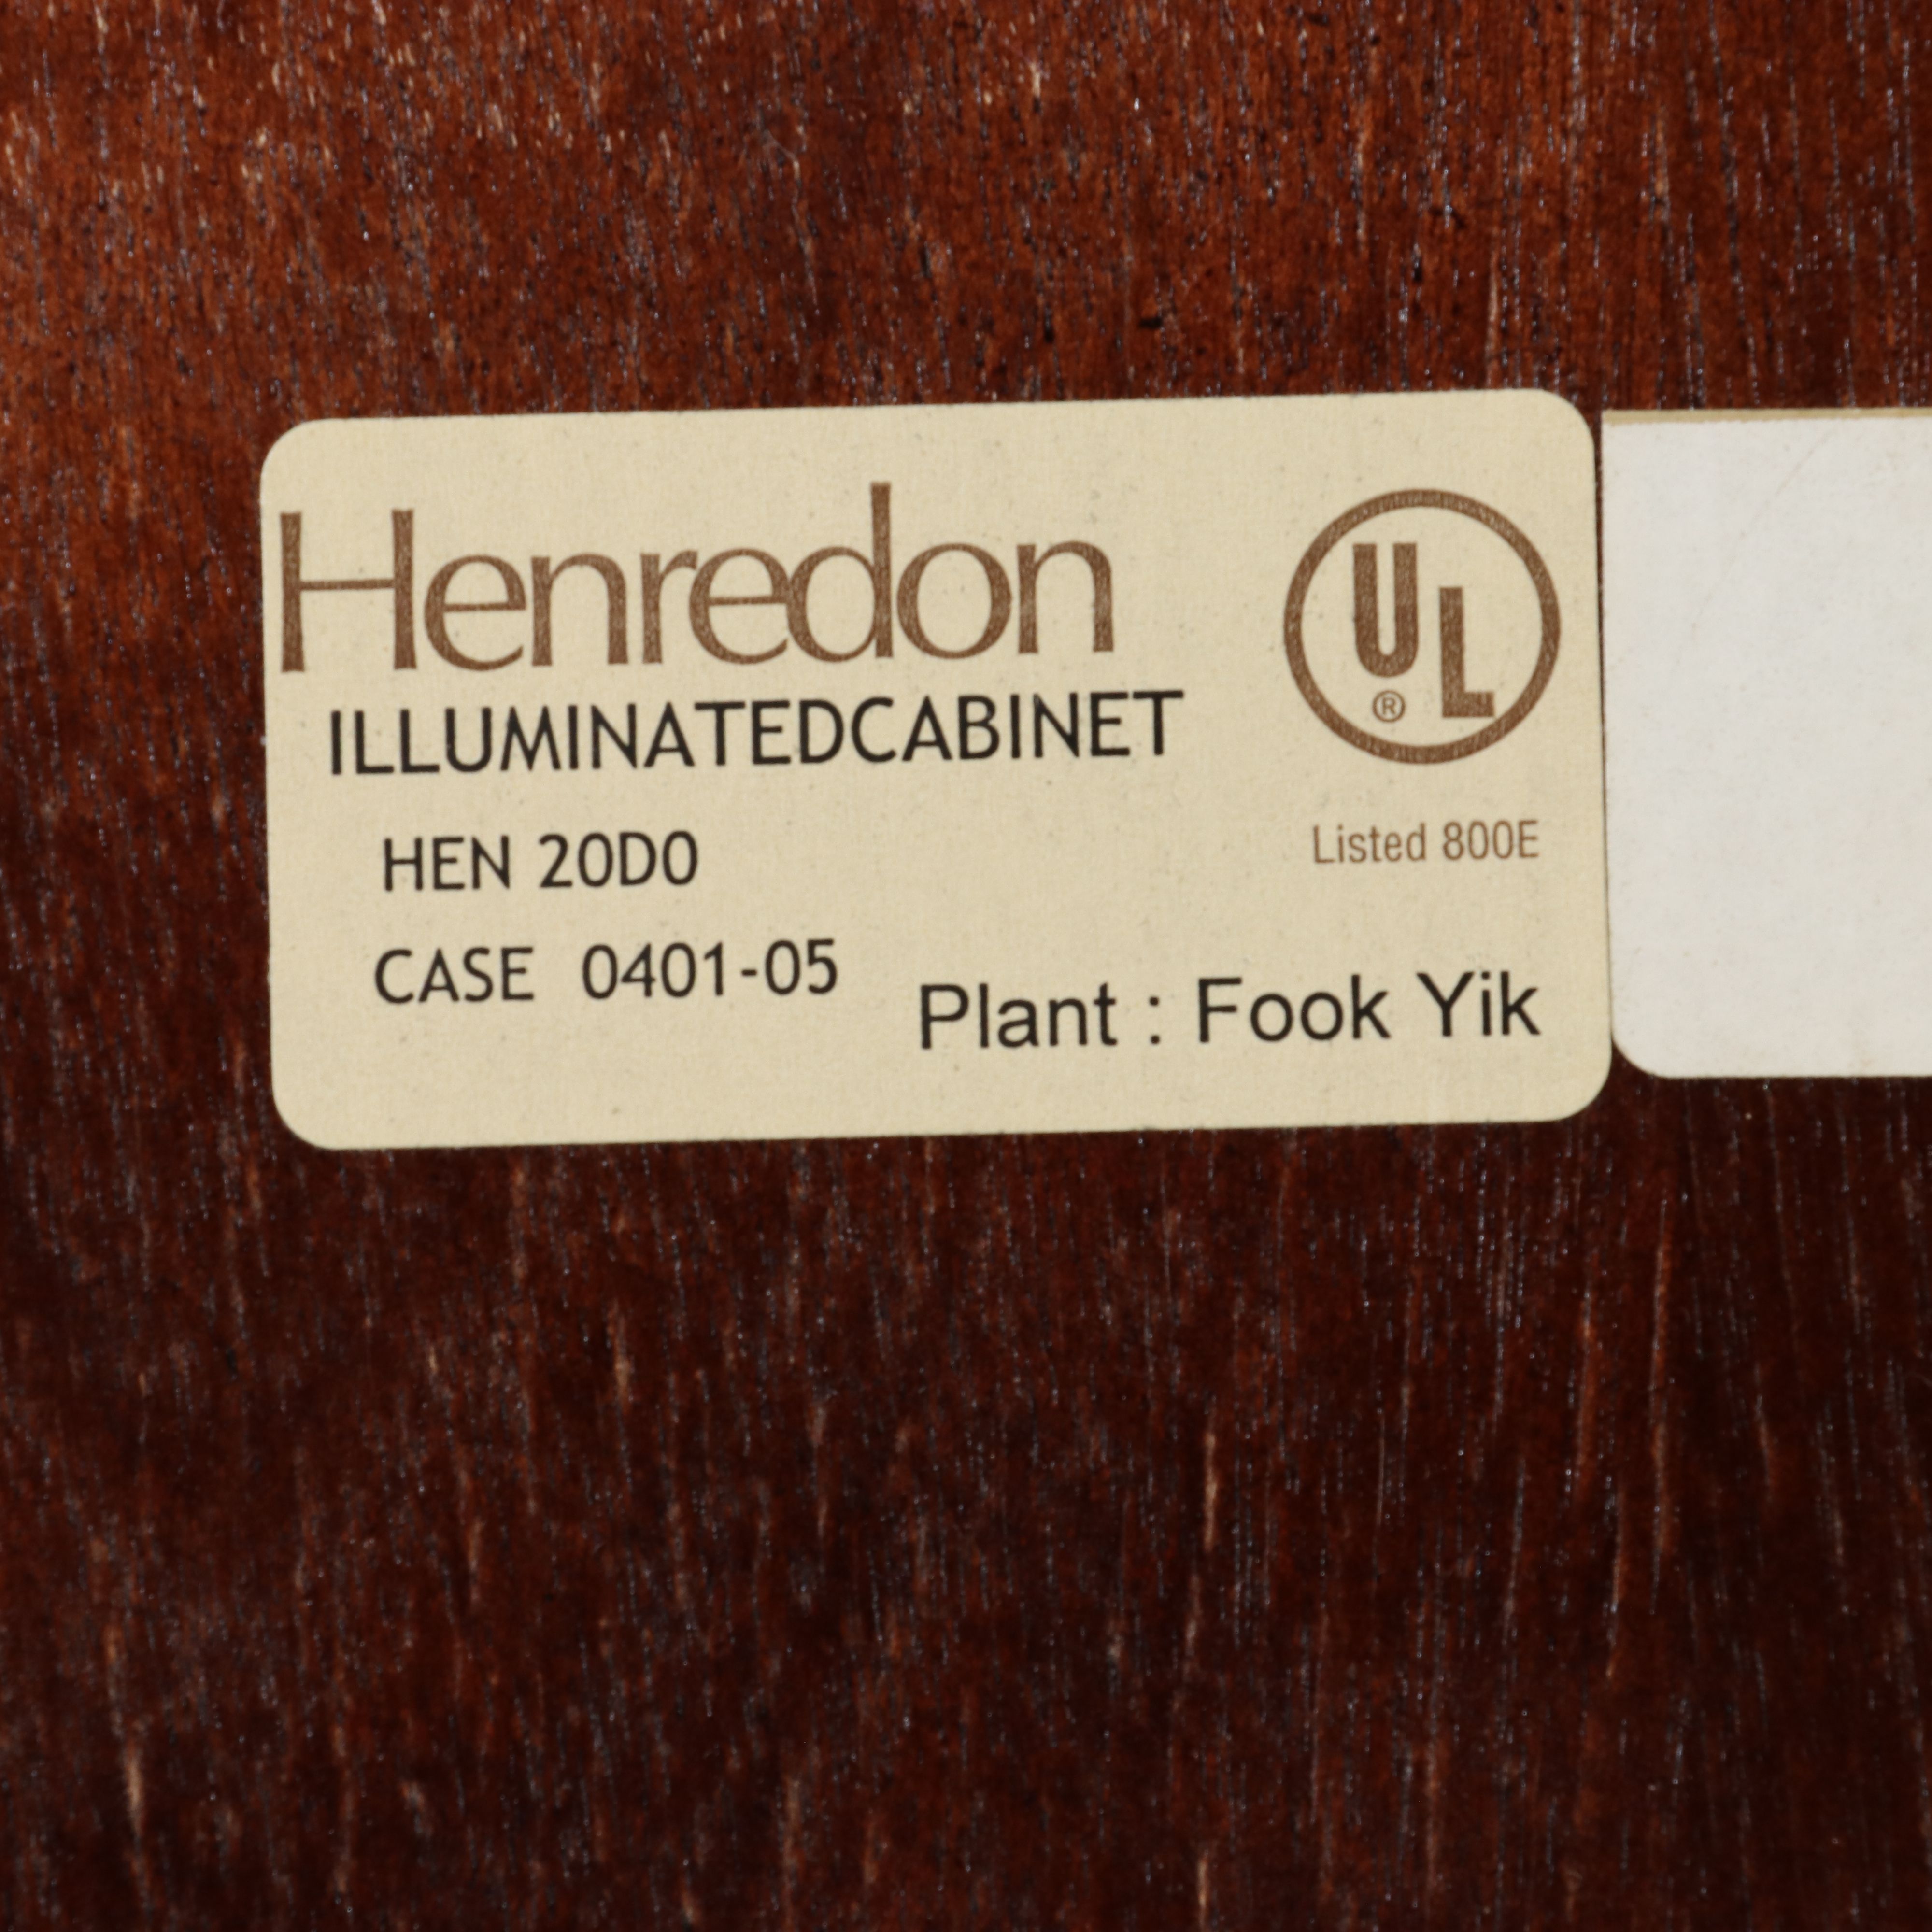 Henredon
UL
®
ILLUMINATEDCABINET
HEN 20D0
Listed 800E
CASE 0401-05
Plant : Fook Yik